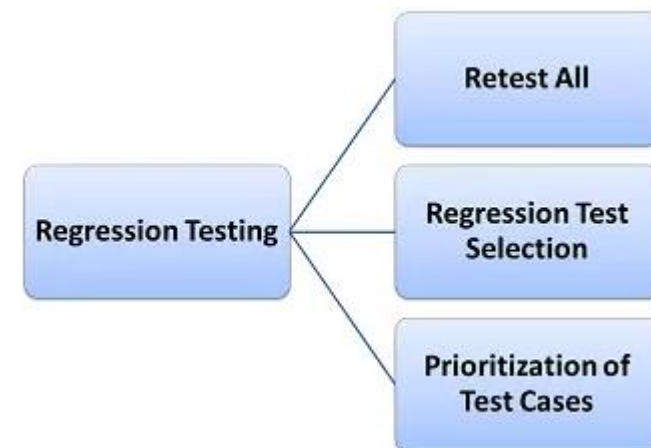 Retest All
Regression Testing
Regression Test
Selection
Prioritization of
Test Cases